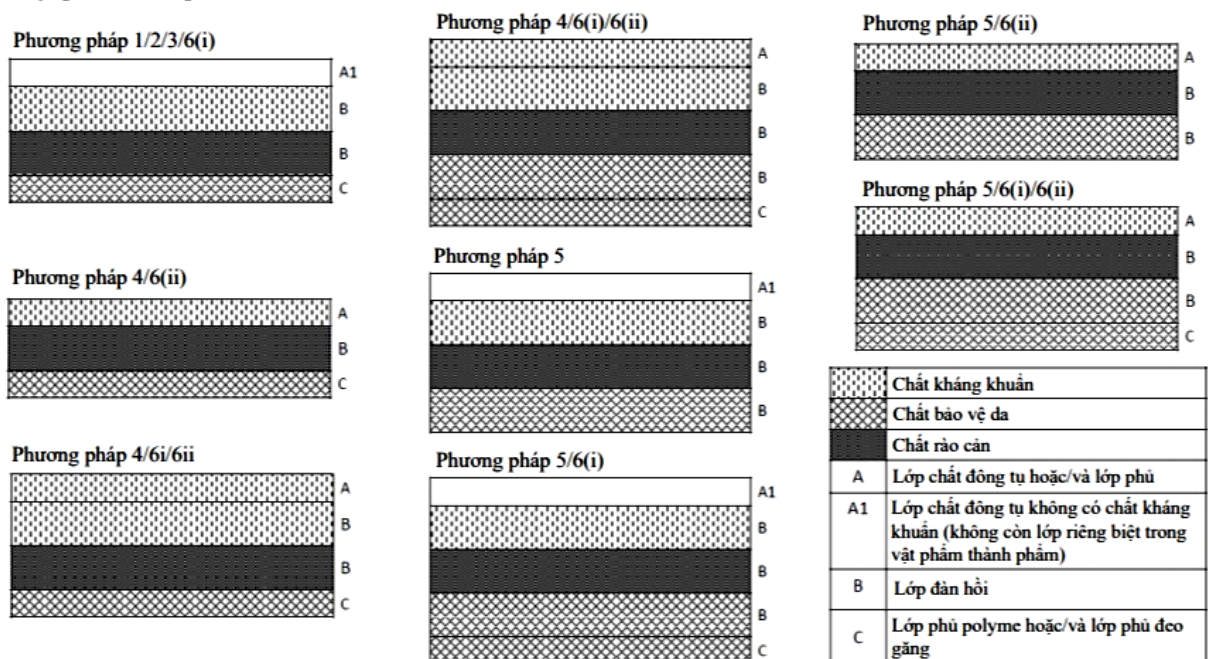 Phương pháp 1/2/3/6(i)
A1
B
B
C
Phương pháp 4/6(ii)
A
B
C
Phương pháp 4/6i/6ii
A
B
B
C
Phương pháp 4/6(i)/6(ii)
A
B
B
B
C
Phương pháp 5
A1
B
B
B
Phương pháp 5/6(i)
A1
B
B
B
C
Phương pháp 5/6(ii)
A
B
B
Phương pháp 5/6(i)/6(ii)
A
B
B
C
Chất kháng khuẩn
Chất bảo vệ da
Chất rào cản
A Lớp chất đông tụ hoặc/và lớp phủ
A1 Lớp chất đông tụ không có chất kháng
khuẩn (không còn lớp riêng biệt trong
vật phẩm thành phẩm)
B Lớp đàn hồi
C Lớp phủ polyme hoặc/và lớp phủ đeo
găng